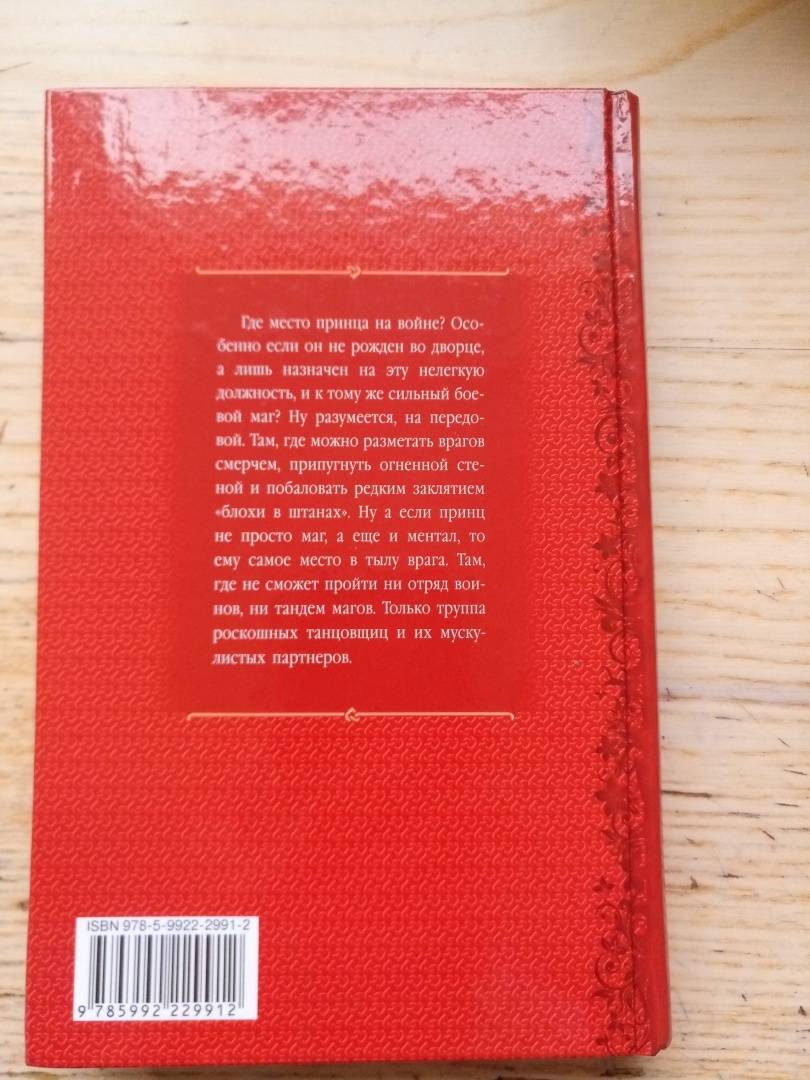 Где место принца на войне? Осо-
бенно если он не рожден во дворце,
а лишь назначен на эту нелегкую
должность, и к тому же сильный бое-
вой маг? Ну разумеется, на передо-
вой. Там, где можно разметать врагов
смерчем, припугнуть огненной сте-
ной и побаловать редким заклятием
«блохи в штанах». Ну а если принц
не просто маг, а еще и ментал, то
ему самое место в тылу врага. Там,
где не сможет пройти ни отряд вои-
нов, ни тандем магов. Только труппа
роскошных танцовщиц и их муску-
листых партнеров.
ISBN 978-5-9922-2991-2
9 785992 229912